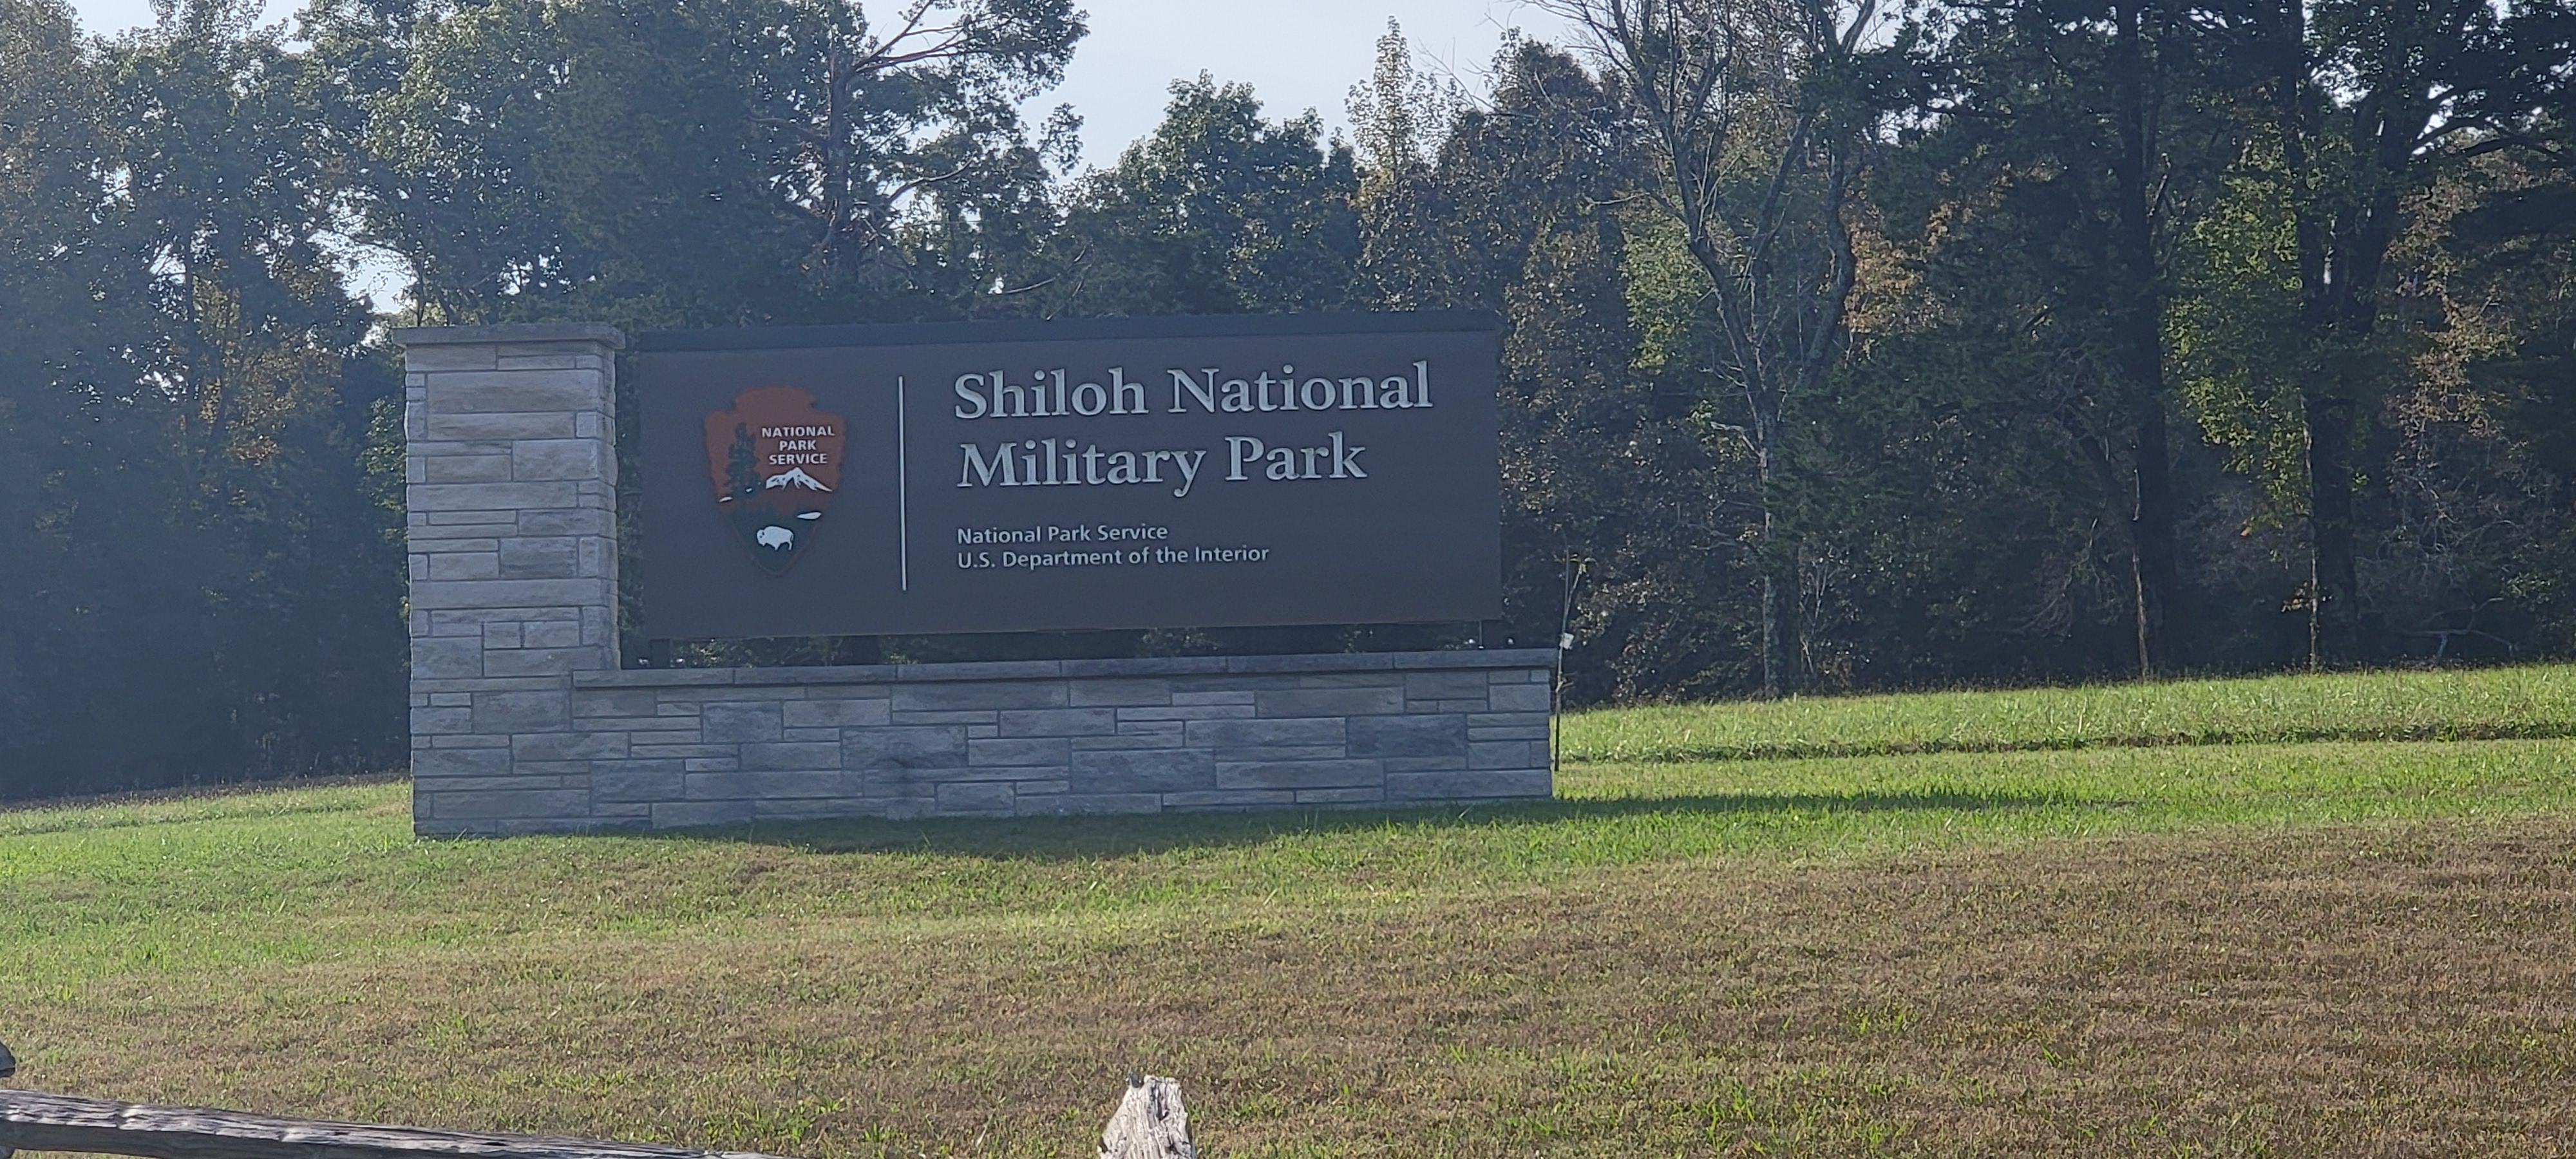 NATIONAL
PARK
SERVICE
Shiloh National
Military Park
National Park Service
U.S. Department of the Interior